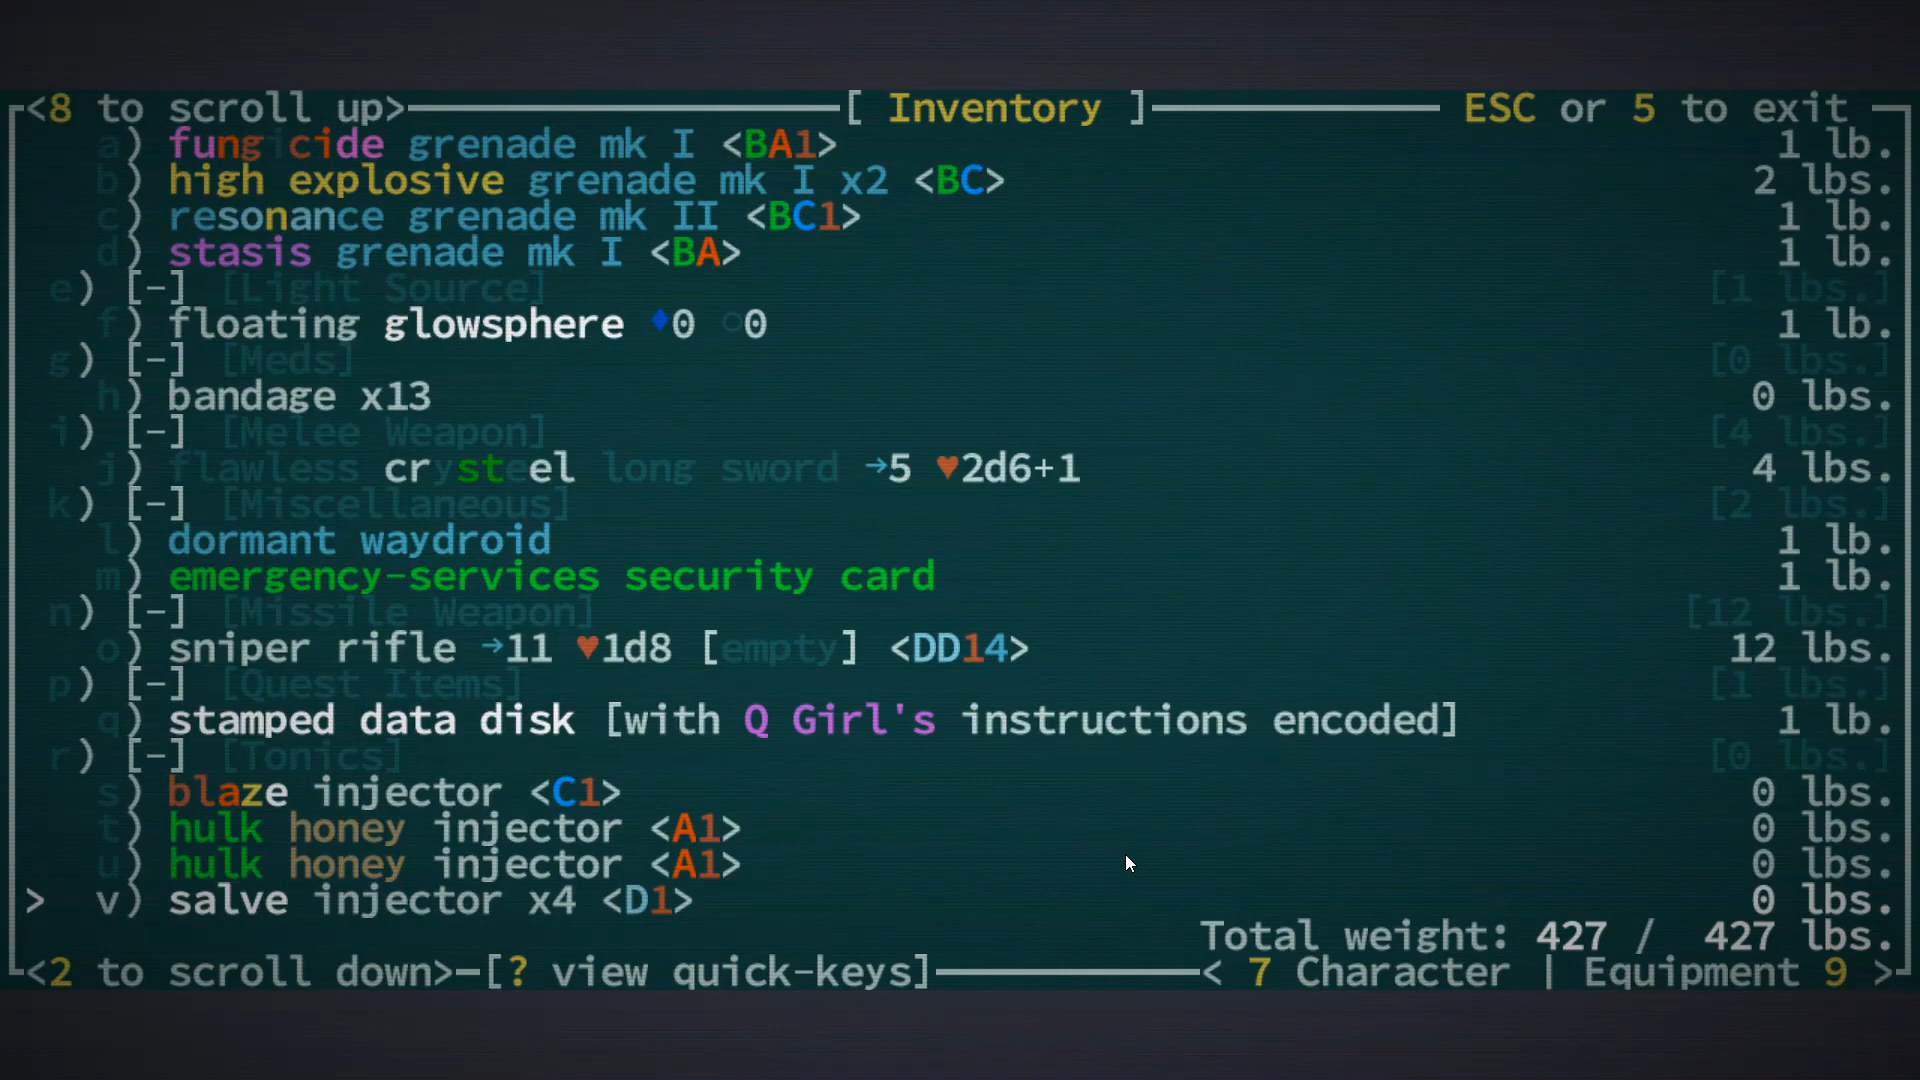 <8 to scroll up> [ Inventory ] ESC or 5 to exit
a) fungicide grenade mk I <BA1> 1 lb.
b) high explosive grenade mk I x2 <BC> 2 lbs.
c) resonance grenade mk II <BC1> 1 lb.
d) stasis grenade mk I <BA> 1 lb.
e) [-] [Light Source] [1 lbs.]
f) floating glowsphere ♦0 ○0 1 lb.
g) [-] [Meds] [0 lbs.]
h) bandage x13 0 lbs.
i) [-] [Melee Weapon] [4 lbs.]
j) flawless crysteel long sword →5 ♥2d6+1 4 lbs.
k) [-] [Miscellaneous] [2 lbs.]
l) dormant waydroid 1 lb.
m) emergency-services security card 1 lb.
n) [-] [Missile Weapon] [12 lbs.]
o) sniper rifle →11 ♥1d8 [empty] <DD14> 12 lbs.
p) [-] [Quest Items] [1 lbs.]
q) stamped data disk [with Q Girl's instructions encoded] 1 lb.
r) [-] [Tonics] [0 lbs.]
s) blaze injector <C1> 0 lbs.
t) hulk honey injector <A1> 0 lbs.
u) hulk honey injector <A1> 0 lbs.
> v) salve injector x4 <D1> 0 lbs.
Total weight: 427 / 427 lbs.
<2 to scroll down> [? view quick-keys] < 7 Character | Equipment 9 >